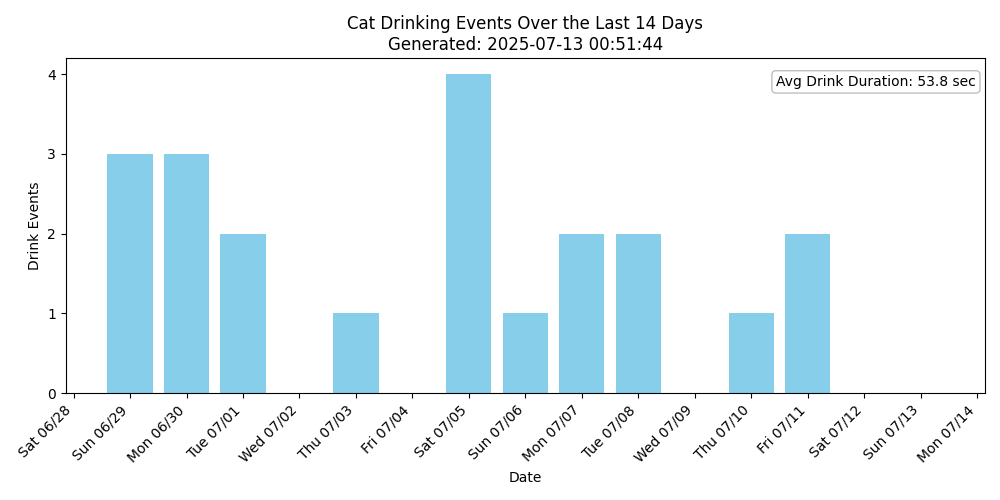 Cat Drinking Events Over the Last 14 Days
Generated: 2025-07-13 00:51:44
Avg Drink Duration: 53.8 sec
Drink Events
4
3
2
1
0
Sat 06/28
Sun 06/29
Mon 06/30
Tue 07/01
Wed 07/02
Thu 07/03
Fri 07/04
Sat 07/05
Sun 07/06
Mon 07/07
Tue 07/08
Wed 07/09
Thu 07/10
Fri 07/11
Sat 07/12
Sun 07/13
Mon 07/14
Date